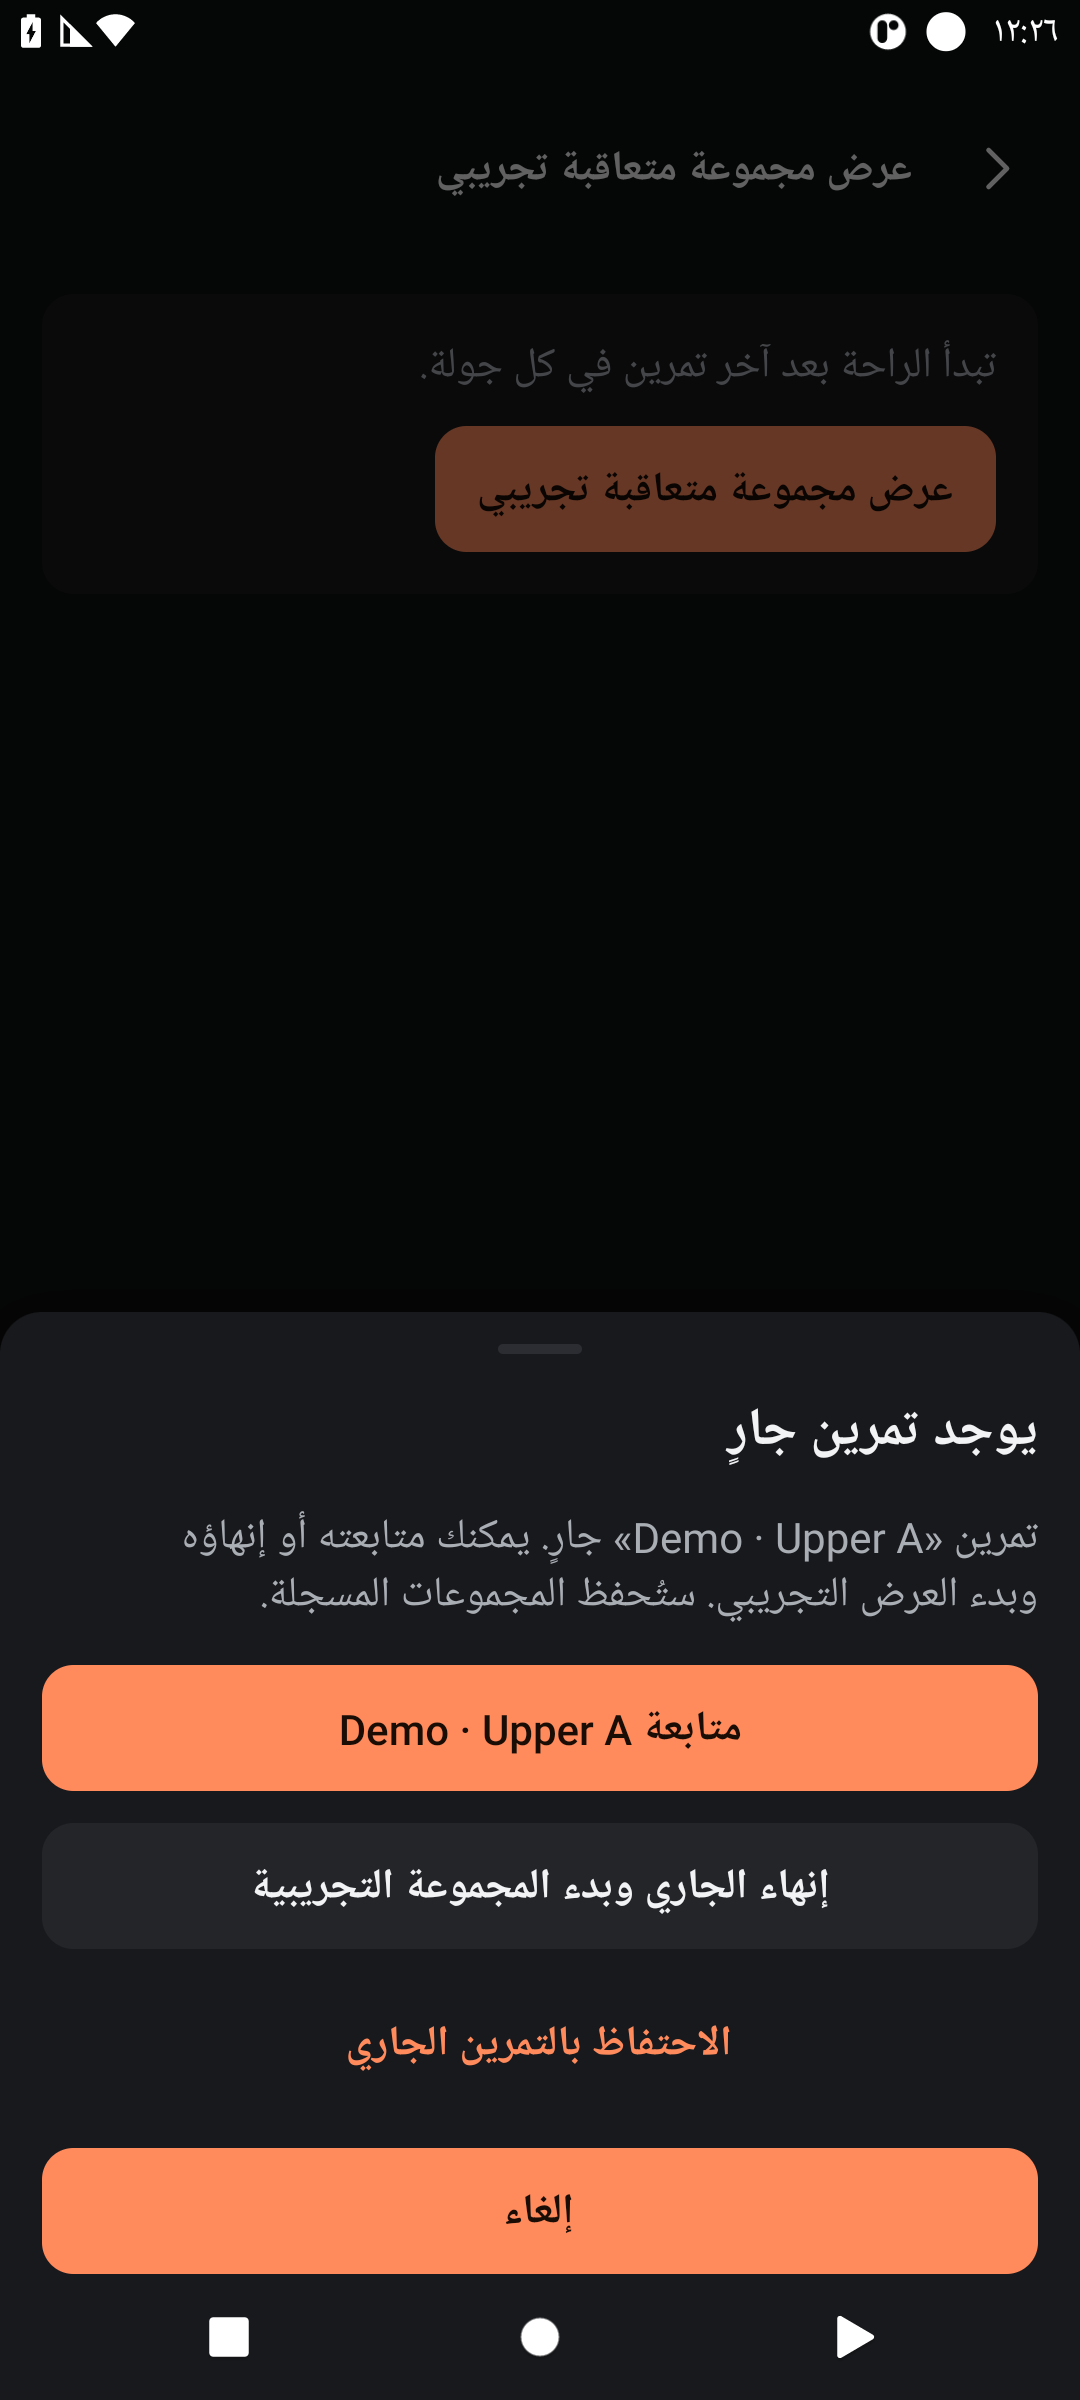 ١٢:٢٦
عرض مجموعة متعاقبة تجريبي
تبدأ الراحة بعد آخر تمرين في كل جولة.
عرض مجموعة متعاقبة تجريبي
يوجد تمرين جارٍ
تمرين «Demo · Upper A» جارٍ. يمكنك متابعته أو إنهاؤه
وبدء العرض التجريبي. ستُحفظ المجموعات المسجلة.
متابعة Demo · Upper A
إنهاء الجاري وبدء المجموعة التجريبية
الاحتفاظ بالتمرين الجاري
إلغاء